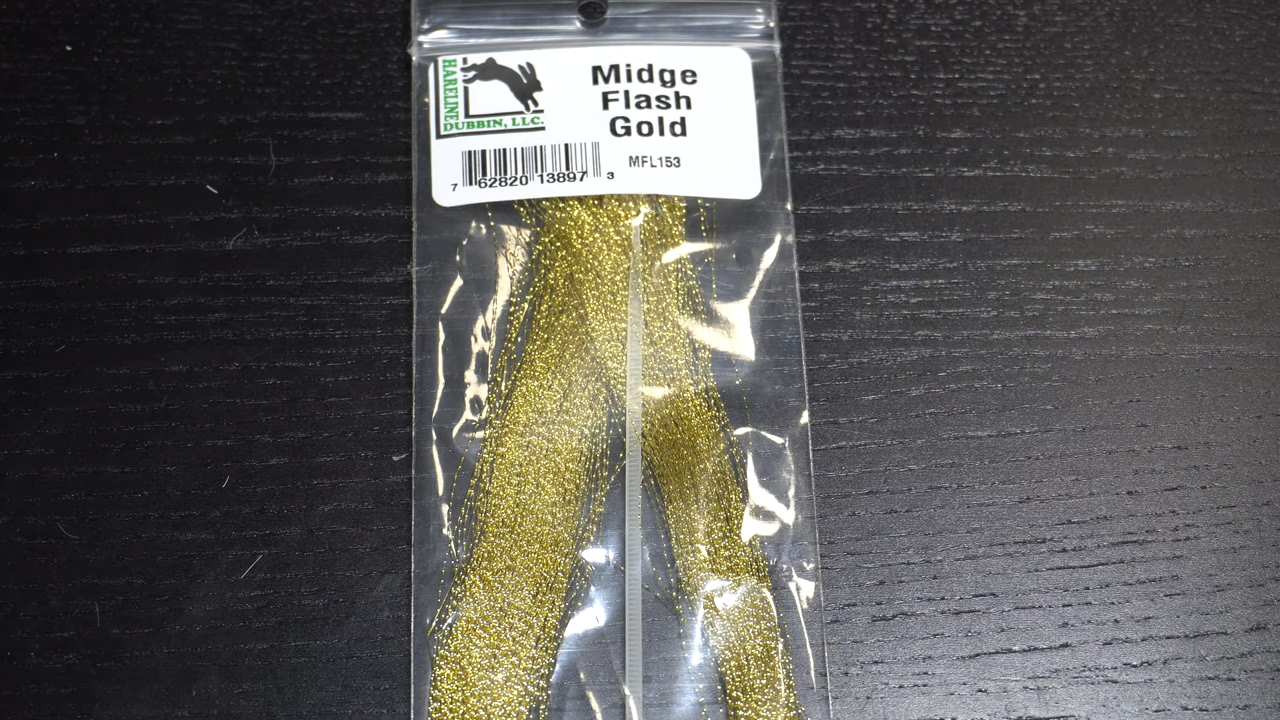 HARELINE
DUBBIN, LLC.
Midge
Flash
Gold
MFL153
7 62820 13897 3